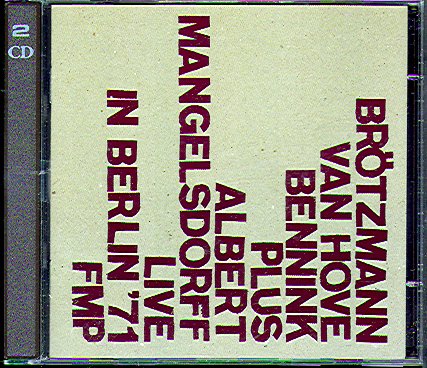 2
CD
BRÖTZMANN
VAN HOVE
BENNINK
PLUS
ALBERT
MANGELSDORFF
LIVE
IN BERLIN '71
FMP